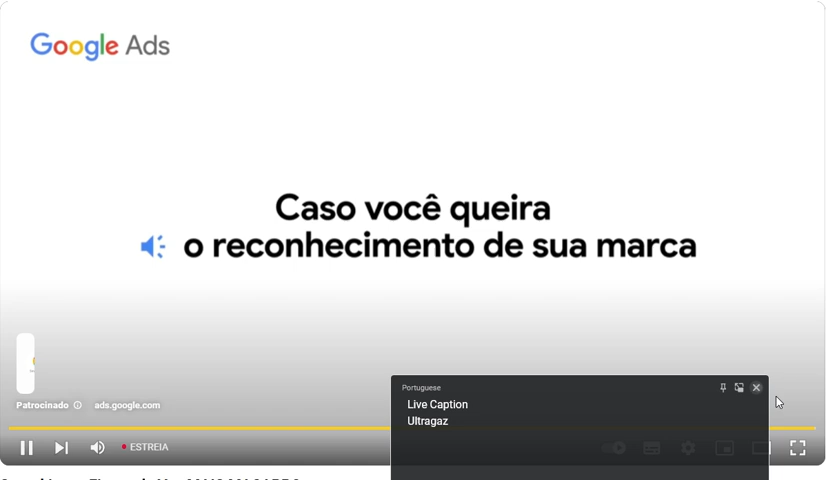 Google Ads
Caso você queira
o reconhecimento de sua marca
Patrocinado
ads.google.com
ESTREIA
Portuguese
Live Caption
Ultragaz